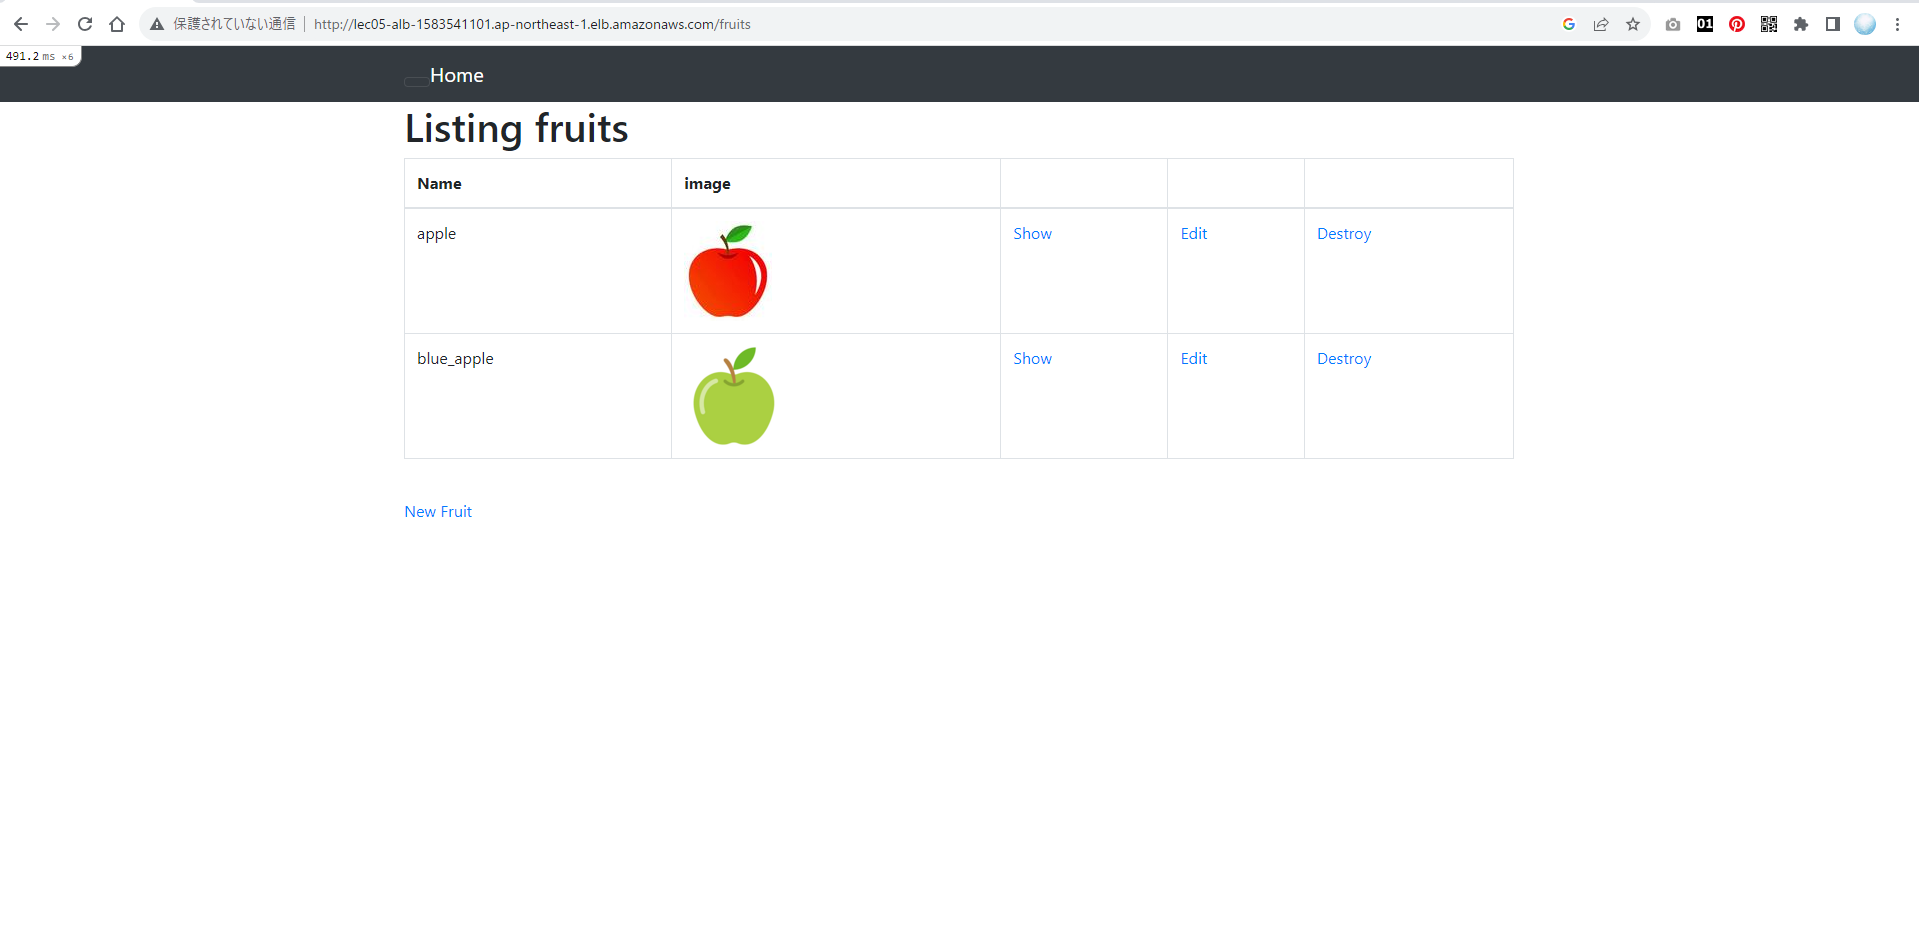 保護されていない通信 http://lec05-alb-1583541101.ap-northeast-1.elb.amazonaws.com/fruits 01
491.2 ms ×6
Home
Listing fruits
Name image
apple Show Edit Destroy
blue_apple Show Edit Destroy
New Fruit